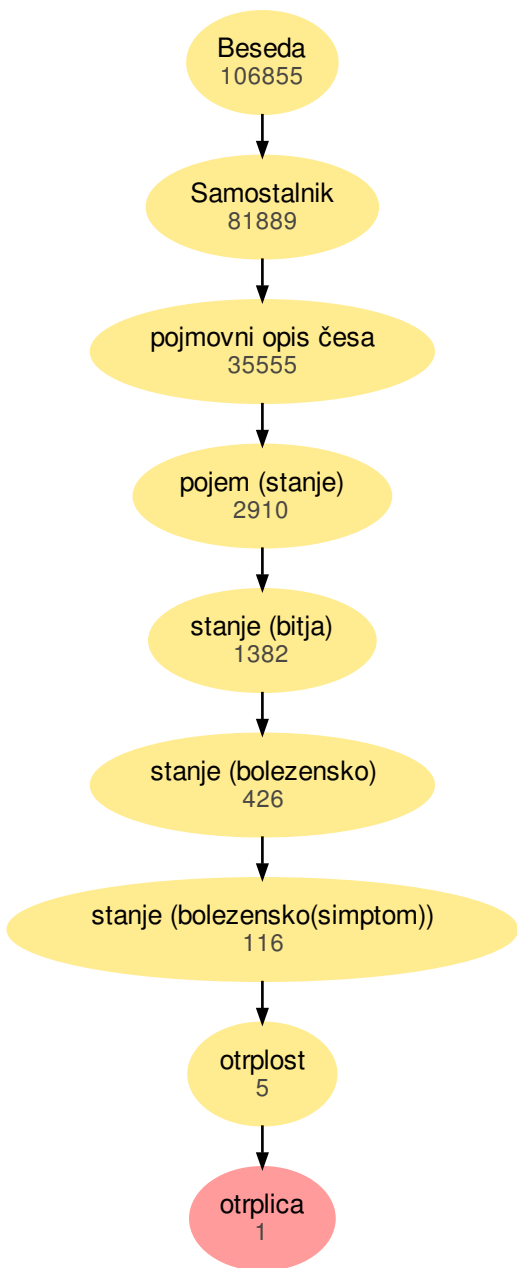 Beseda
106855
Samostalnik
81889
pojmovni opis česa
35555
pojem (stanje)
2910
stanje (bitja)
1382
stanje (bolezensko)
426
stanje (bolezensko(simptom))
116
otrplost
5
otrplica
1